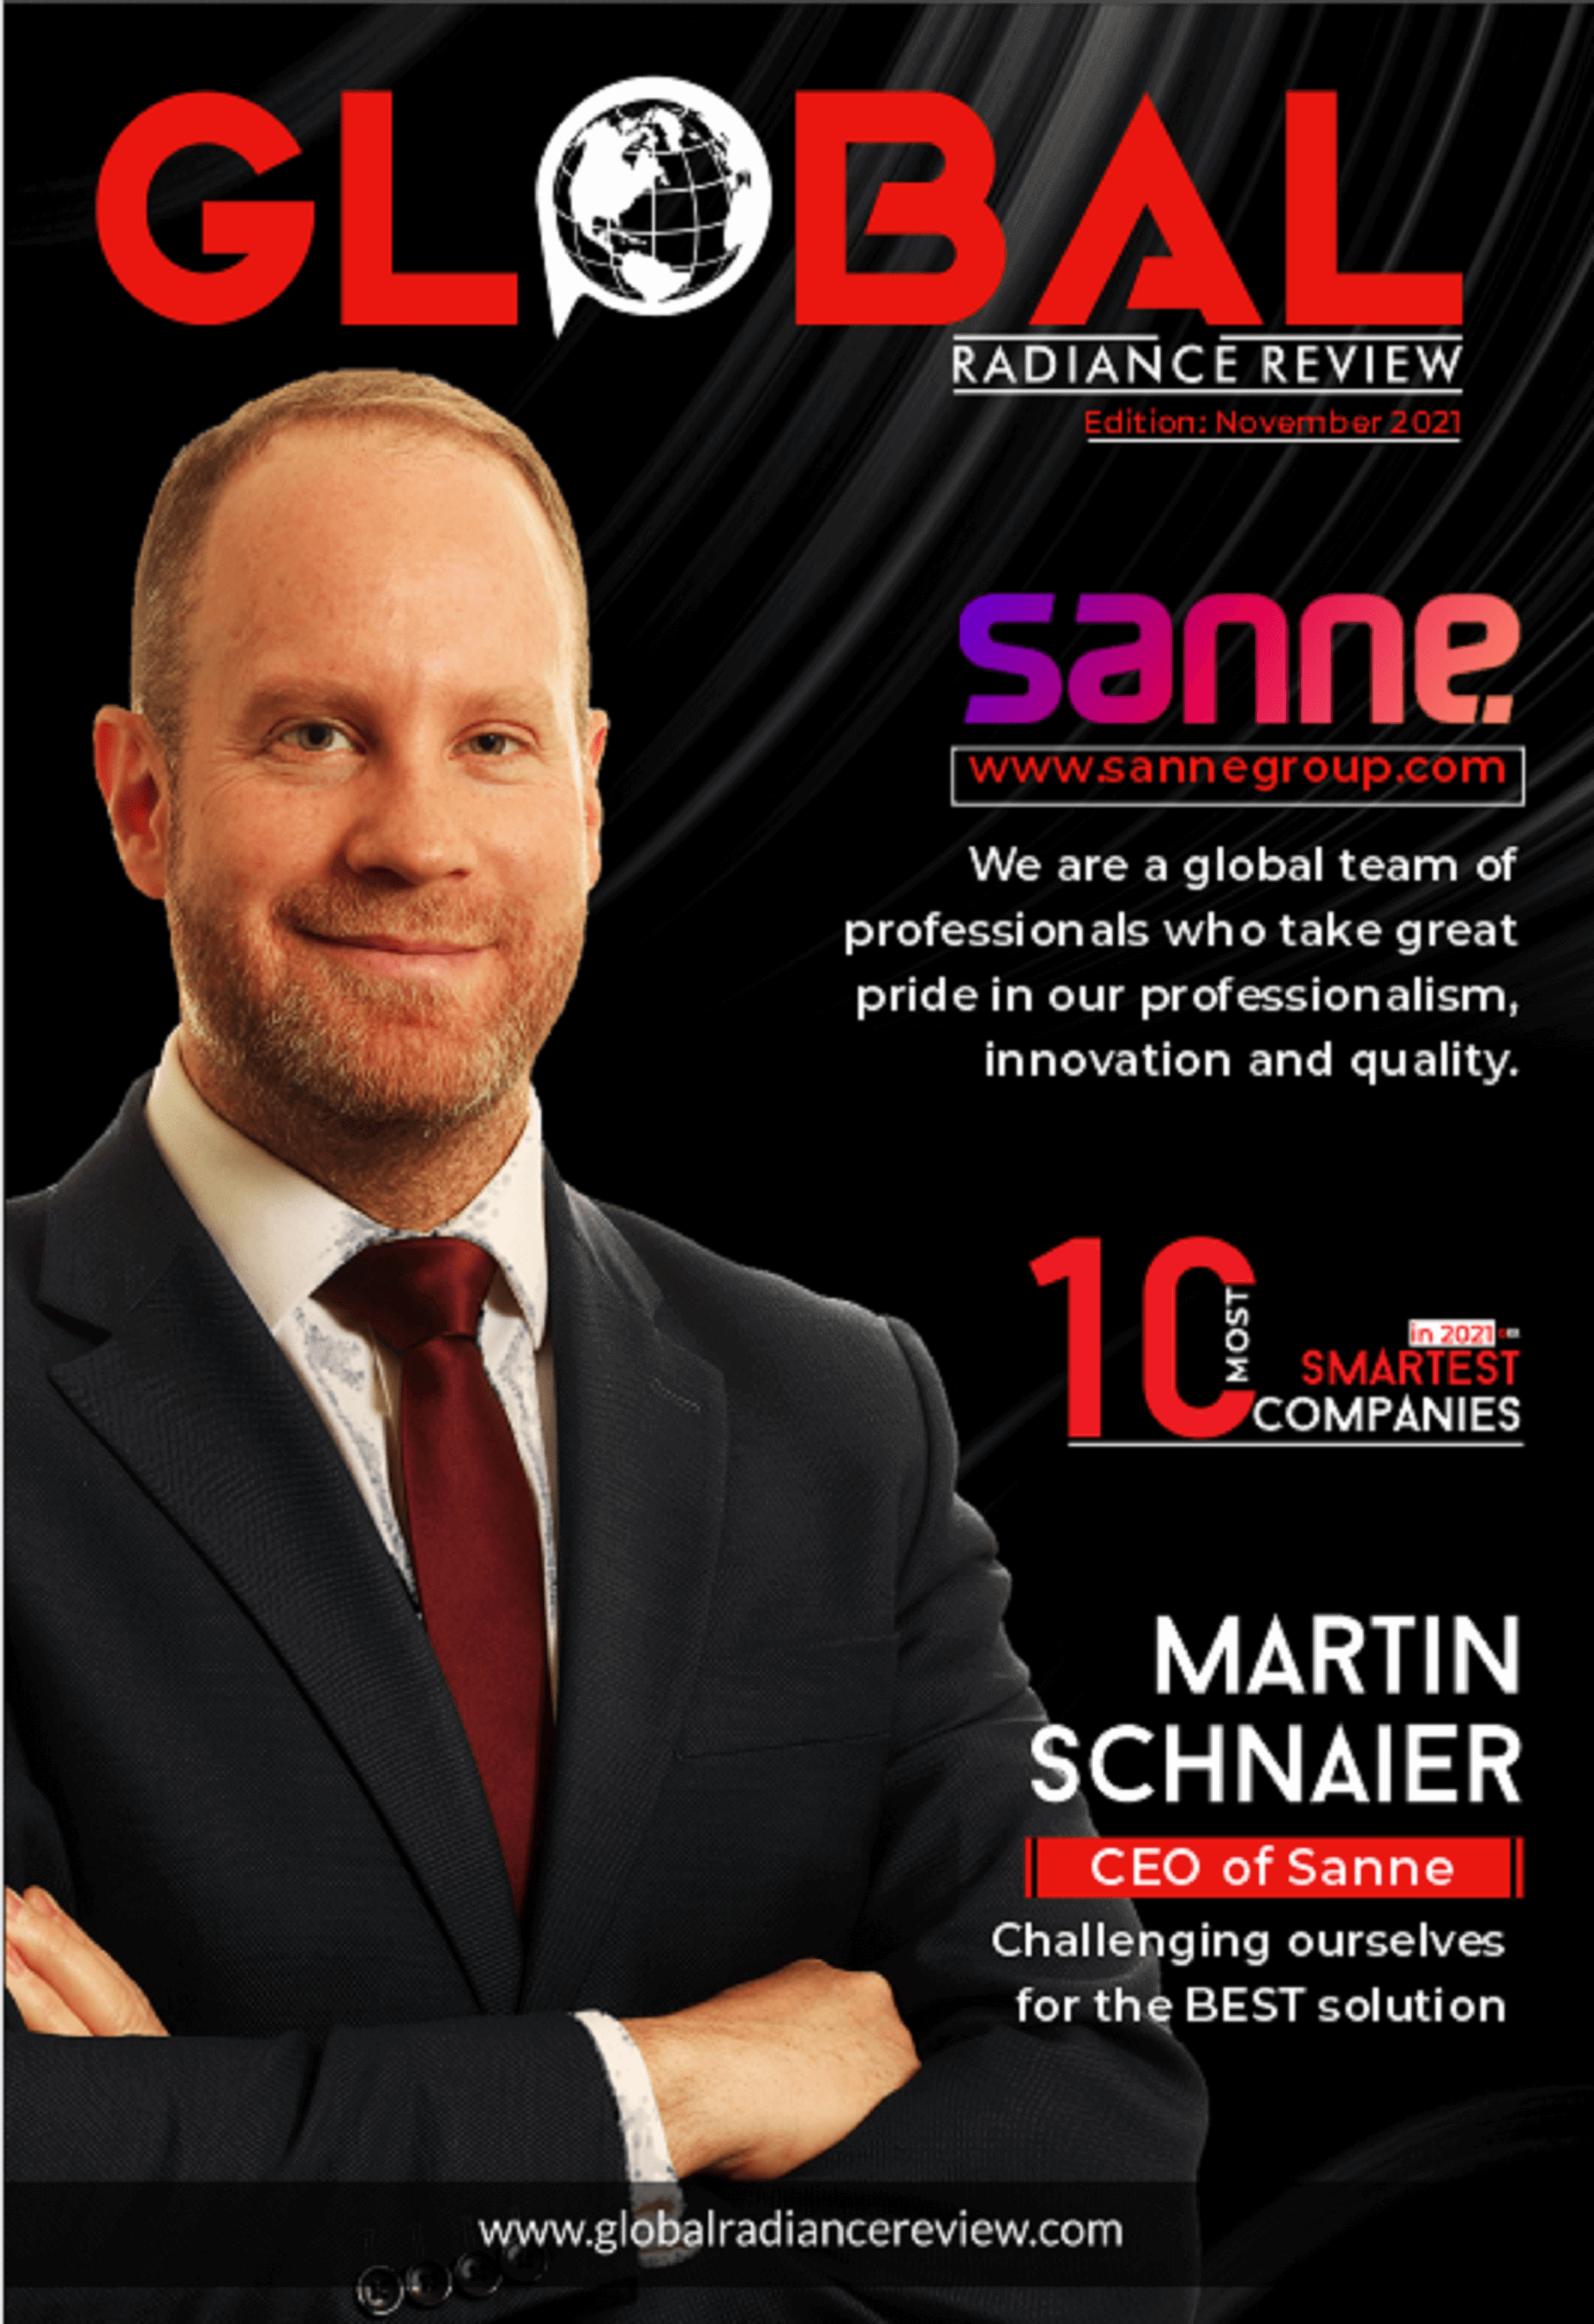 GLOBAL
RADIANCE REVIEW
Edition: November 2021
sanne
www.sannegroup.com
We are a global team of
professionals who take great
pride in our professionalism,
innovation and quality.
10 MOST
in 2021
SMARTEST
COMPANIES
MARTIN
SCHNAIER
CEO of Sanne
Challenging ourselves
for the BEST solution
www.globalradiancereview.com